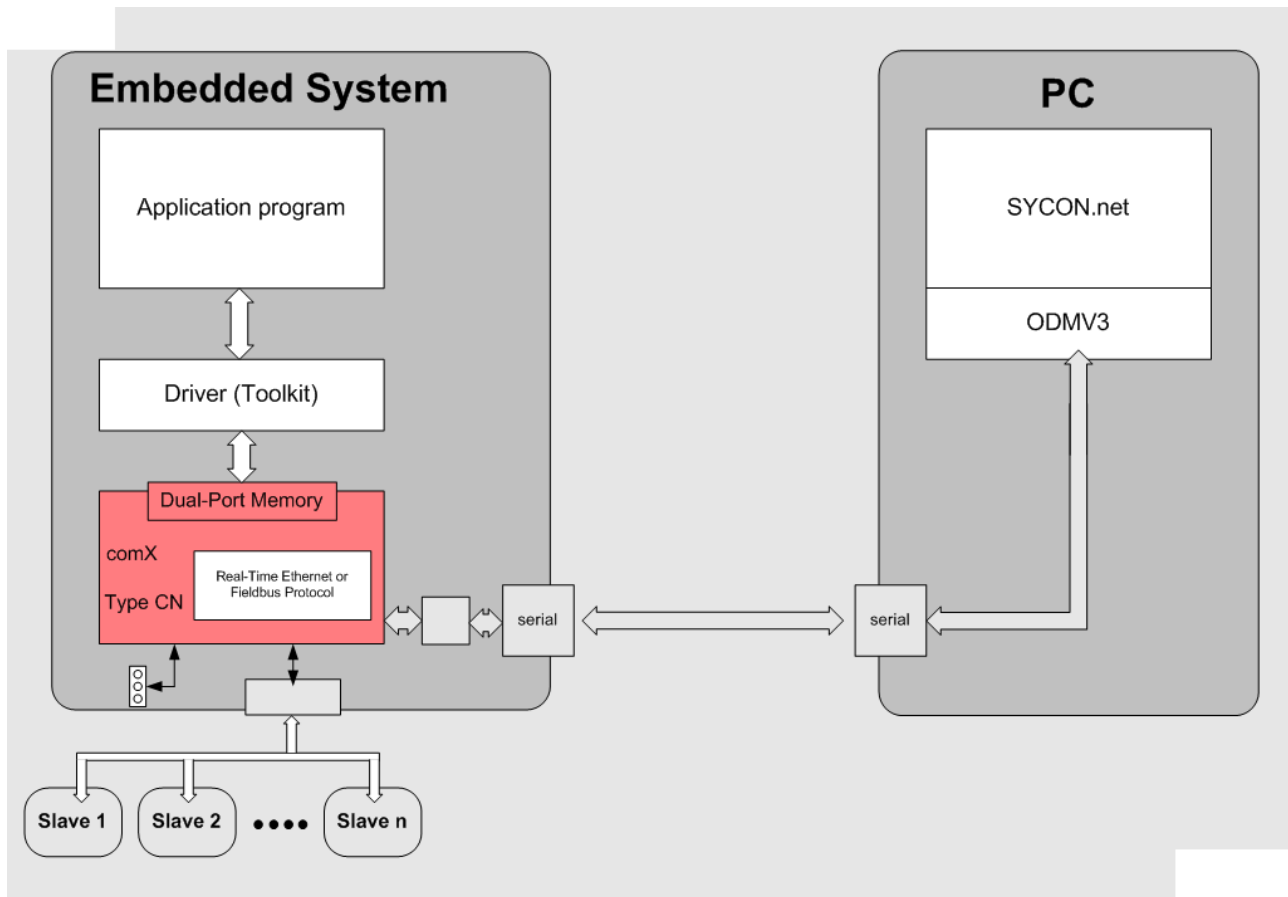 Embedded System
Application program
Driver (Toolkit)
Dual-Port Memory
comX
Type CN
Real-Time Ethernet or
Fieldbus Protocol
serial
Slave 1
Slave 2
Slave n
PC
SYCON.net
ODMV3
serial